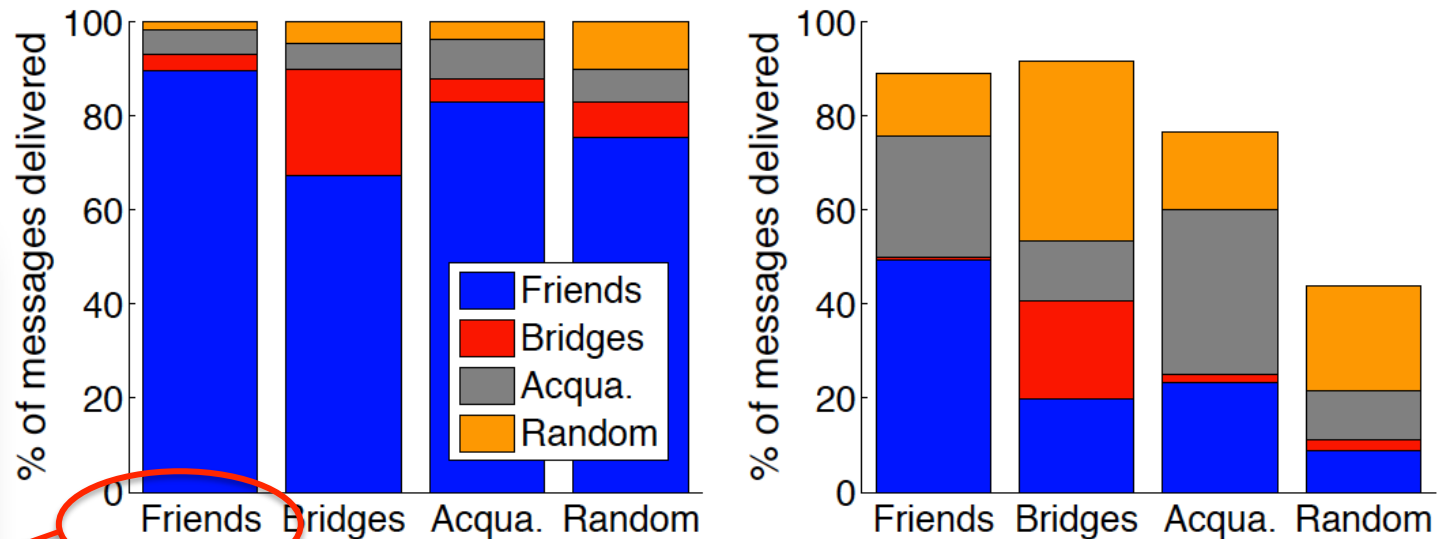 % of messages delivered
100
80
60
40
20
0
Friends
Bridges
Acqua.
Random
Friends Bridges Acqua. Random
% of messages delivered
100
80
60
40
20
0
Friends Bridges Acqua. Random